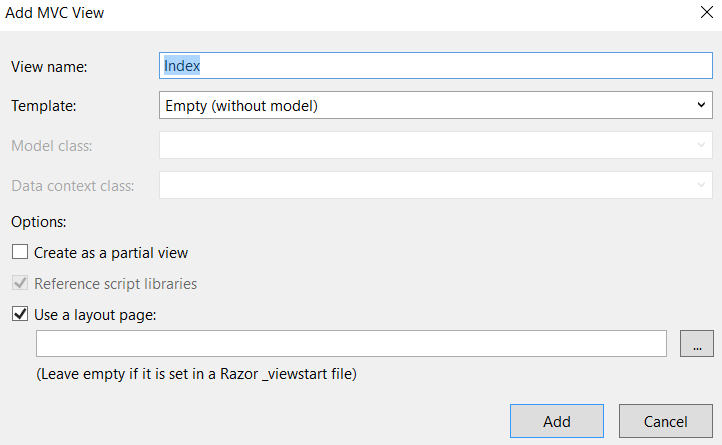 Add MVC View
View name: Index
Template: Empty (without model)
Model class:
Data context class:
Options:
Create as a partial view
Reference script libraries
Use a layout page:
...
(Leave empty if it is set in a Razor _viewstart file)
Add Cancel